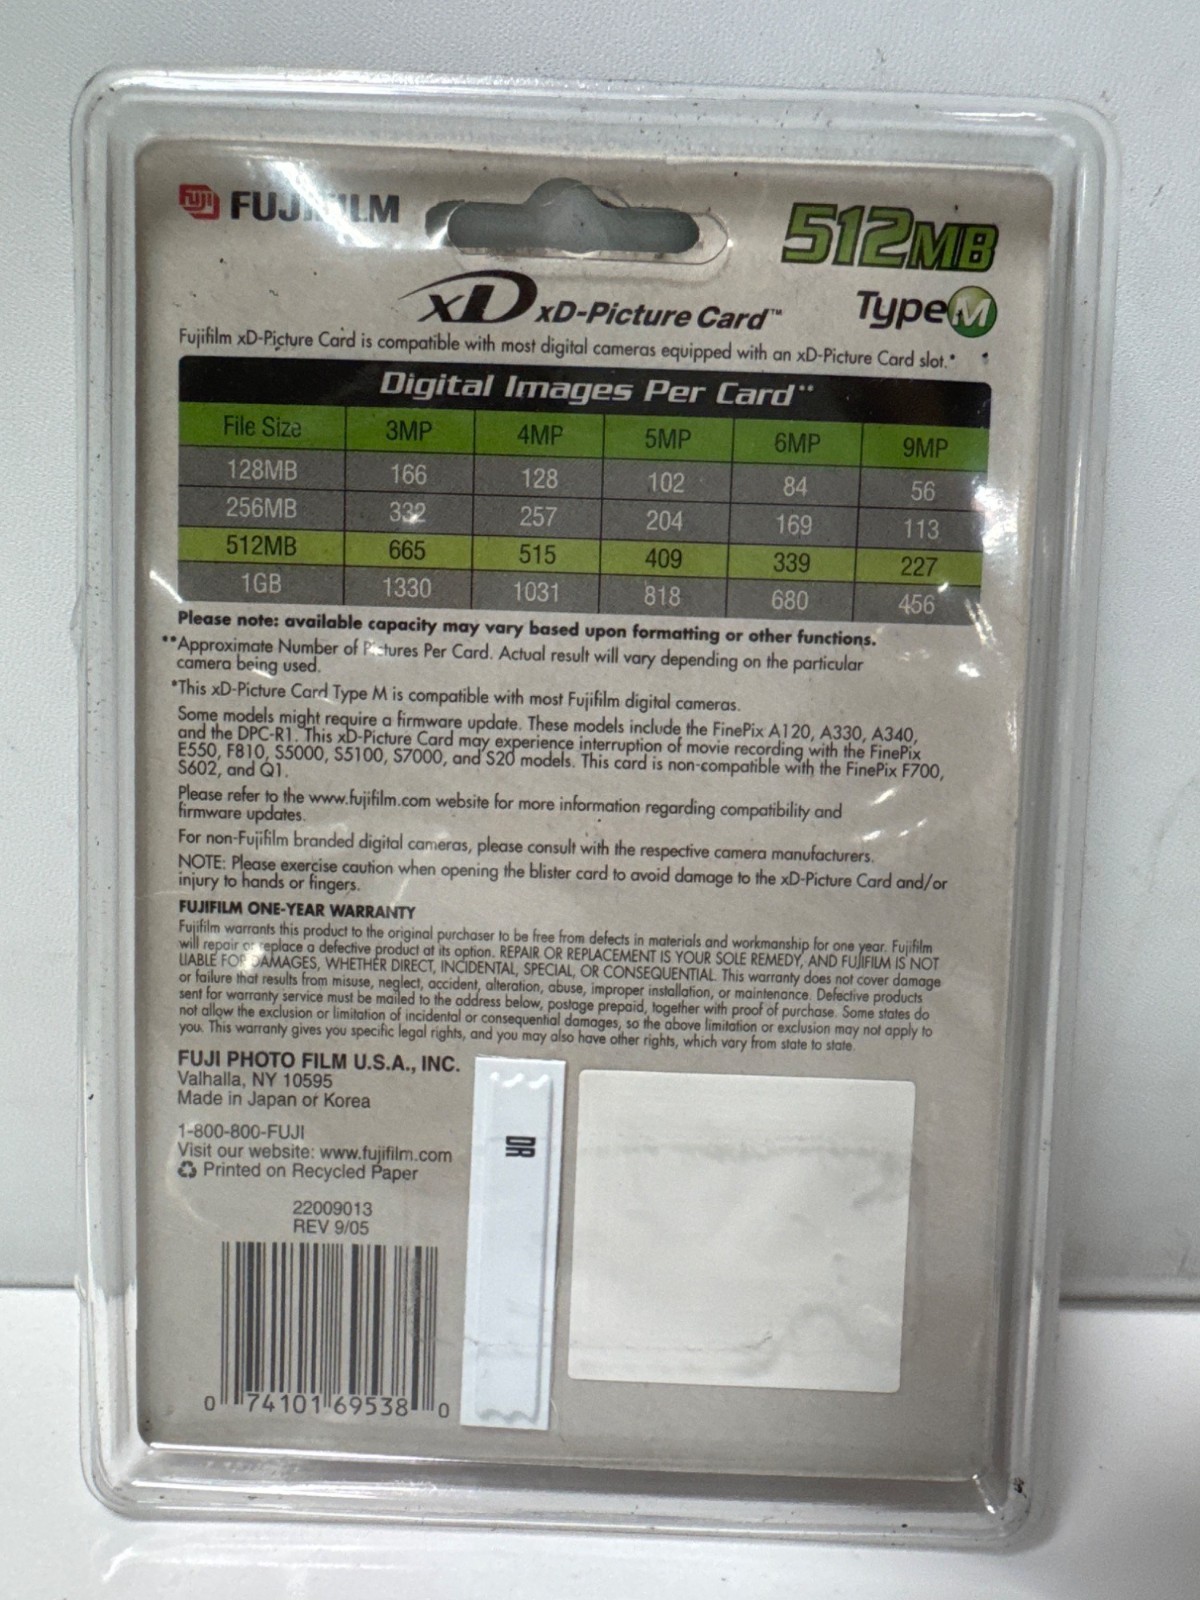 Fuji FUJIFILM
512MB
xD xD-Picture Card™
Type M
Fujifilm xD-Picture Card is compatible with most digital cameras equipped with an xD-Picture Card slot.*
Digital Images Per Card**
File Size 3MP 4MP 5MP 6MP 9MP
128MB 166 128 102 84 56
256MB 332 257 204 169 113
512MB 665 515 409 339 227
1GB 1330 1031 818 680 456
Please note: available capacity may vary based upon formatting or other functions.
**Approximate Number of Pictures Per Card. Actual result will vary depending on the particular
camera being used.
*This xD-Picture Card Type M is compatible with most Fujifilm digital cameras.
Some models might require a firmware update. These models include the FinePix A120, A330, A340,
and the DPC-R1. This xD-Picture Card may experience interruption of movie recording with the FinePix
E550, F810, S5000, S5100, S7000, and S20 models. This card is non-compatible with the FinePix F700,
S602, and Q1.
Please refer to the www.fujifilm.com website for more information regarding compatibility and
firmware updates.
For non-Fujifilm branded digital cameras, please consult with the respective camera manufacturers.
NOTE: Please exercise caution when opening the blister card to avoid damage to the xD-Picture Card and/or
injury to hands or fingers.
FUJIFILM ONE-YEAR WARRANTY
Fujifilm warrants this product to the original purchaser to be free from defects in materials and workmanship for one year. Fujifilm
will repair or replace a defective product at its option. REPAIR OR REPLACEMENT IS YOUR SOLE REMEDY, AND FUJIFILM IS NOT
LIABLE FOR DAMAGES, WHETHER DIRECT, INCIDENTAL, SPECIAL, OR CONSEQUENTIAL. This warranty does not cover damage
or failure that results from misuse, neglect, accident, alteration, abuse, improper installation, or maintenance. Defective products
sent for warranty service must be mailed to the address below, postage prepaid, together with proof of purchase. Some states do
not allow the exclusion or limitation of incidental or consequential damages, so the above limitation or exclusion may not apply to
you. This warranty gives you specific legal rights, and you may also have other rights, which vary from state to state.
FUJI PHOTO FILM U.S.A., INC.
Valhalla, NY 10595
Made in Japan or Korea
1-800-800-FUJI
Visit our website: www.fujifilm.com
Printed on Recycled Paper
22009013
REV 9/05
0 74101 69538 0
DR